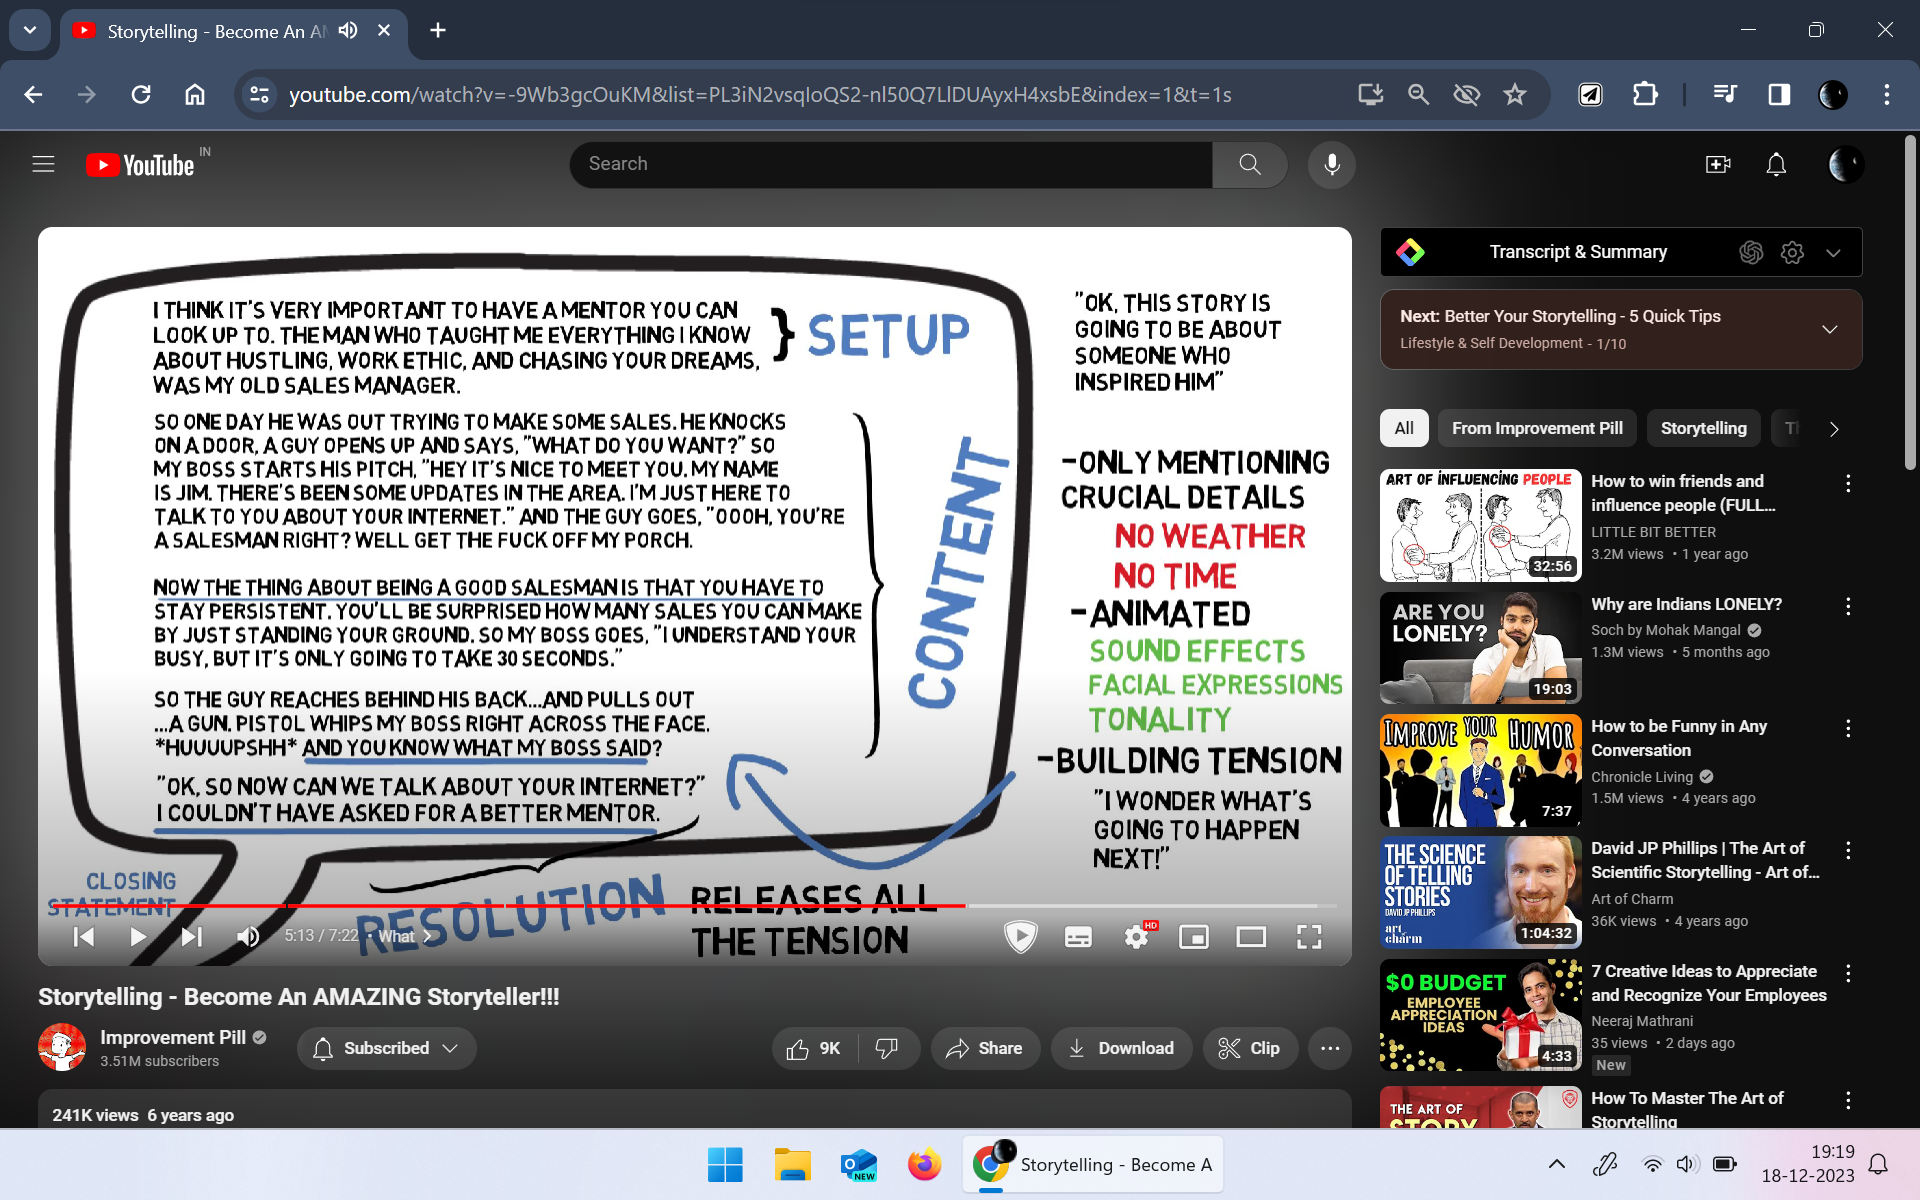 Storytelling - Become An AM
youtube.com/watch?v=-9Wb3gcOuKM&list=PL3iN2vsqIoQS2-nl50Q7LlDUAyxH4xsbE&index=1&t=1s
YouTube IN
Search
I THINK IT'S VERY IMPORTANT TO HAVE A MENTOR YOU CAN
LOOK UP TO. THE MAN WHO TAUGHT ME EVERYTHING I KNOW
ABOUT HUSTLING, WORK ETHIC, AND CHASING YOUR DREAMS,
WAS MY OLD SALES MANAGER.
} SETUP
SO ONE DAY HE WAS OUT TRYING TO MAKE SOME SALES. HE KNOCKS
ON A DOOR, A GUY OPENS UP AND SAYS, "WHAT DO YOU WANT?" SO
MY BOSS STARTS HIS PITCH, "HEY IT'S NICE TO MEET YOU. MY NAME
IS JIM. THERE'S BEEN SOME UPDATES IN THE AREA. I'M JUST HERE TO
TALK TO YOU ABOUT YOUR INTERNET." AND THE GUY GOES, "OOOH, YOU'RE
A SALESMAN RIGHT? WELL GET THE FUCK OFF MY PORCH.
NOW THE THING ABOUT BEING A GOOD SALESMAN IS THAT YOU HAVE TO
STAY PERSISTENT. YOU'LL BE SURPRISED HOW MANY SALES YOU CAN MAKE
BY JUST STANDING YOUR GROUND. SO MY BOSS GOES, "I UNDERSTAND YOUR
BUSY, BUT IT'S ONLY GOING TO TAKE 30 SECONDS."
SO THE GUY REACHES BEHIND HIS BACK...AND PULLS OUT
...A GUN. PISTOL WHIPS MY BOSS RIGHT ACROSS THE FACE.
*HUUUUPSHH* AND YOU KNOW WHAT MY BOSS SAID?
CONTENT
"OK, SO NOW CAN WE TALK ABOUT YOUR INTERNET?"
I COULDN'T HAVE ASKED FOR A BETTER MENTOR.
CLOSING
STATEMENT
RESOLUTION
RELEASES ALL
THE TENSION
"OK, THIS STORY IS
GOING TO BE ABOUT
SOMEONE WHO
INSPIRED HIM"
-ONLY MENTIONING
CRUCIAL DETAILS
NO WEATHER
NO TIME
-ANIMATED
SOUND EFFECTS
FACIAL EXPRESSIONS
TONALITY
-BUILDING TENSION
"I WONDER WHAT'S
GOING TO HAPPEN
NEXT!"
5:13 / 7:22 • What
HD
Storytelling - Become An AMAZING Storyteller!!!
Improvement Pill
3.51M subscribers
Subscribed
9K
Share
Download
Clip
241K views 6 years ago
Transcript & Summary
Next: Better Your Storytelling - 5 Quick Tips
Lifestyle & Self Development - 1/10
All
From Improvement Pill
Storytelling
ART OF iNFLUENCiNG PEOPLE
32:56
How to win friends and
influence people (FULL...
LITTLE BIT BETTER
3.2M views • 1 year ago
ARE YOU
LONELY?
19:03
Why are Indians LONELY?
Soch by Mohak Mangal
1.3M views • 5 months ago
IMPROVE YOUR HUMOR
7:37
How to be Funny in Any
Conversation
Chronicle Living
1.5M views • 4 years ago
THE SCIENCE
OF TELLING
STORIES
DAVID JP PHILLIPS
art of charm
1:04:32
David JP Phillips | The Art of
Scientific Storytelling - Art of...
Art of Charm
36K views • 4 years ago
$0 BUDGET
EMPLOYEE
APPRECIATION
IDEAS
4:33
7 Creative Ideas to Appreciate
and Recognize Your Employees
Neeraj Mathrani
35 views • 2 days ago
New
THE ART OF
STORY
How To Master The Art of
Storytelling
NEW
Storytelling - Become A
19:19
18-12-2023